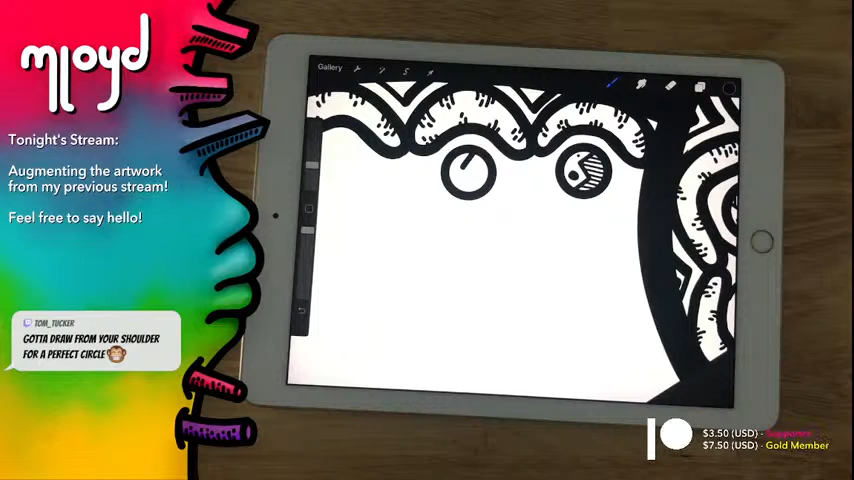 mloyd
Tonight's Stream:
Augmenting the artwork
from my previous stream!
Feel free to say hello!
TOM_TUCKER
GOTTA DRAW FROM YOUR SHOULDER
FOR A PERFECT CIRCLE
Gallery
$3.50 (USD) - Supporter
$7.50 (USD) - Gold Member